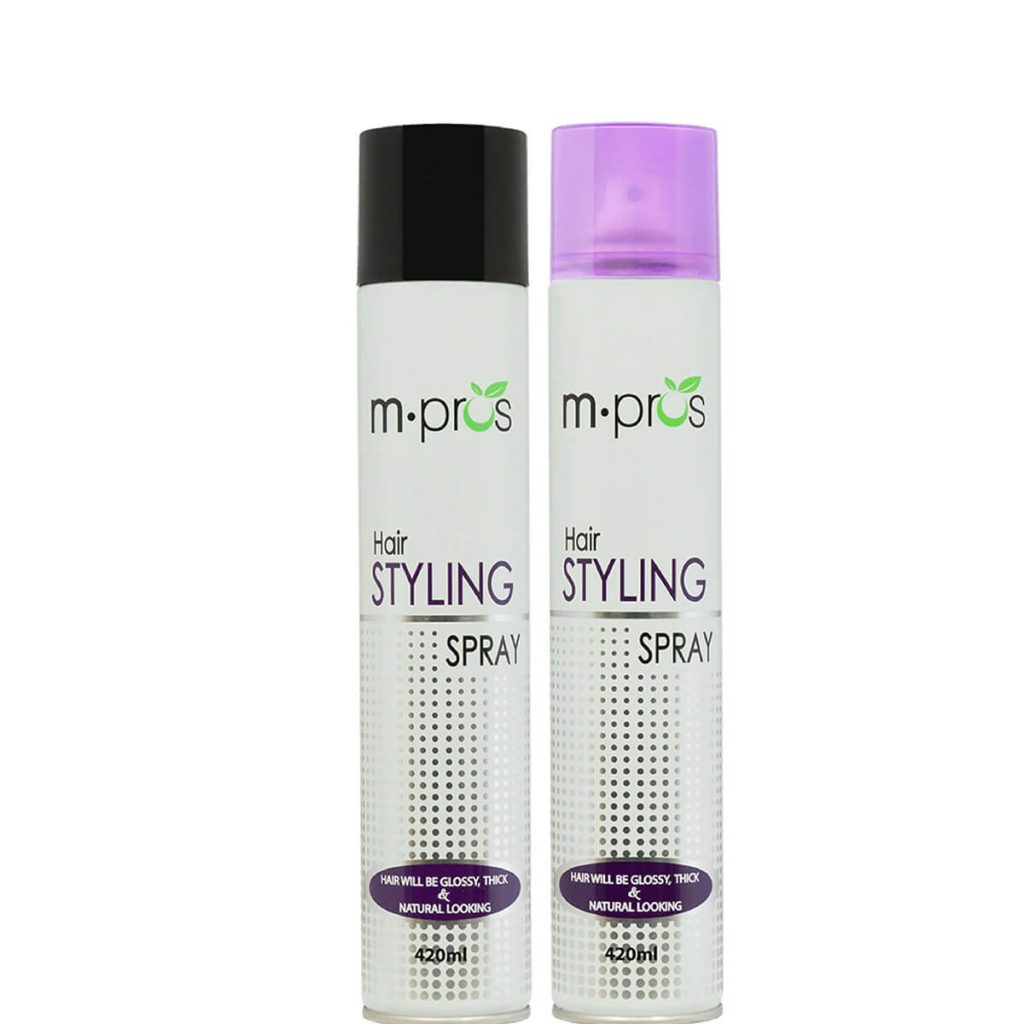 m·pros
Hair
STYLING
SPRAY
HAIR WILL BE GLOSSY, THICK
&
NATURAL LOOKING
420ml
m·pros
Hair
STYLING
SPRAY
HAIR WILL BE GLOSSY, THICK
&
NATURAL LOOKING
420ml